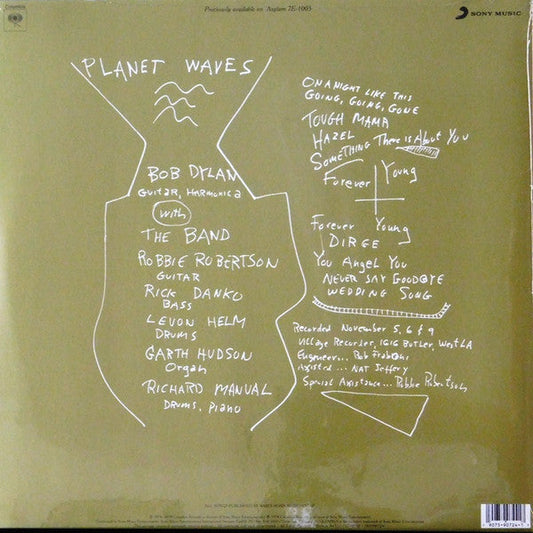 Columbia
Previously available on Asylum 7E-1003
SONY MUSIC
PLANET WAVES
BOB DYLAN
GUITAR, HARMONICA
with
THE BAND
ROBBIE ROBERTSON
GUITAR
RICK DANKO
BASS
LEVON HELM
DRUMS
GARTH HUDSON
Organ
RICHARD MANUAL
DRUMS, PIANO
ON A NIGHT LIKE THIS
GOING, GOING, GONE
TOUGH MAMA
HAZEL
SOMETHING There is About You
Forever Young
Forever Young
DIRGE
You Angel You
NEVER SAY GOODBYE
WEDDING SONG
Recorded November 5, 6 & 9
Village Recorder, 1616 Butler, West LA
Engeneer... Bob Fraboni
Assisted... NAT Jeffery
Special Assistance... Robbie Robertson